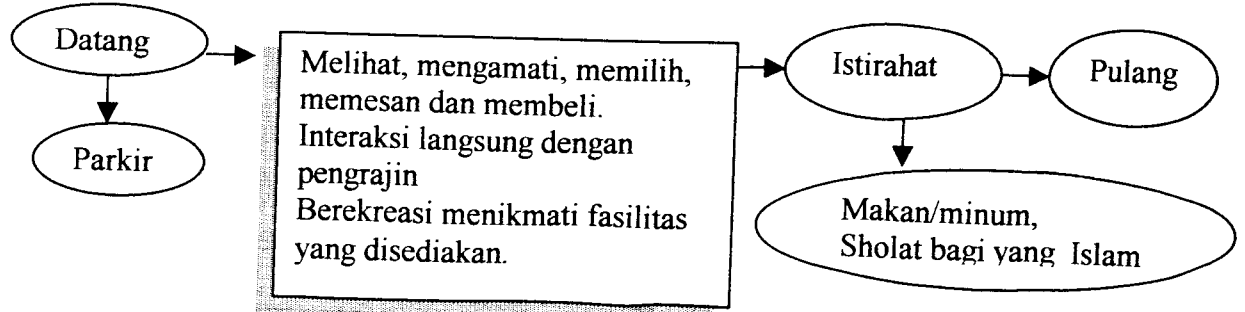 Datang
Parkir
Melihat, mengamati, memilih,
memesan dan membeli.
Interaksi langsung dengan
pengrajin
Berekreasi menikmati fasilitas
yang disediakan.
Istirahat
Pulang
Makan/minum,
Sholat bagi yang Islam